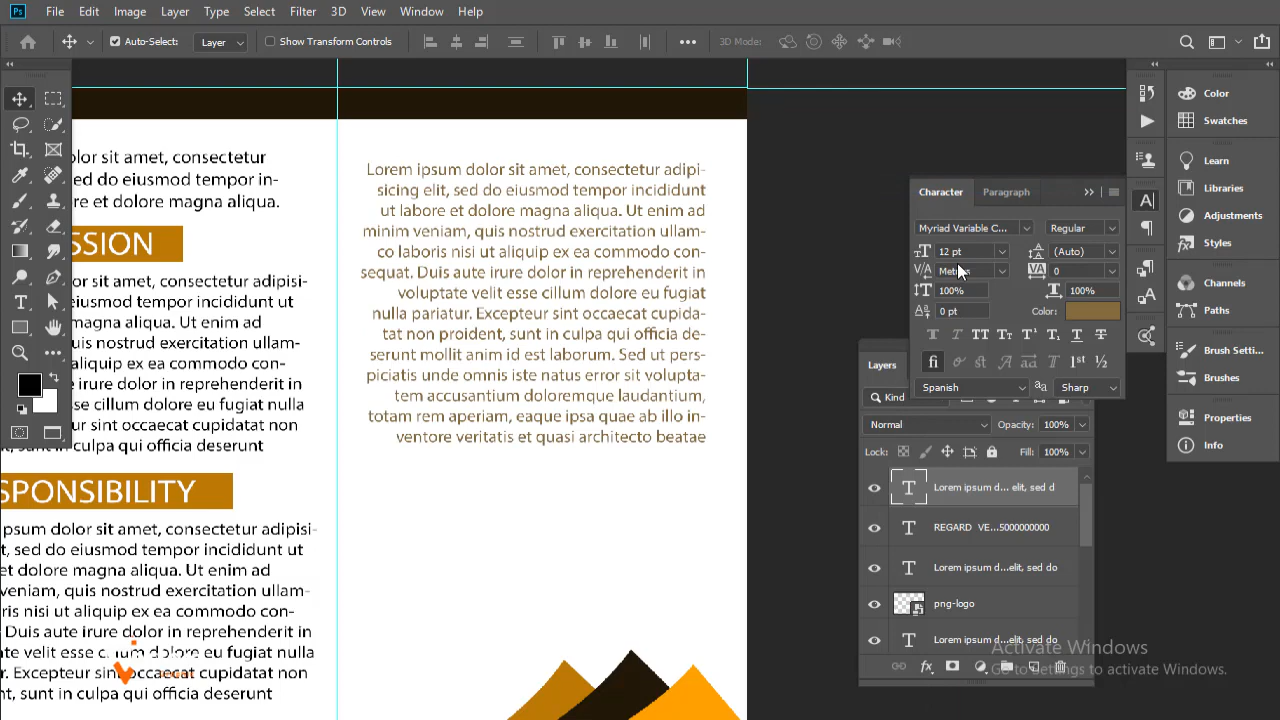 Ps File Edit Image Layer Type Select Filter 3D View Window Help
Auto-Select: Layer Show Transform Controls 3D Mode:
olor sit amet, consectetur
ed do eiusmod tempor in-
re et dolore magna aliqua.
SSION
olor sit amet, consectetur
eiusmod tempor incididunt ut
magna aliqua. Ut enim ad
nostrud exercitation ullam-
aliquip ex ea commodo con-
irure dolor in reprehenderit in
cillum dolore eu fugiat nulla
sint occaecat cupidatat non
in culpa qui officia deserunt
SPONSIBILITY
psum dolor sit amet, consectetur adipisi-
t, sed do eiusmod tempor incididunt ut
et dolore magna aliqua. Ut enim ad
veniam, quis nostrud exercitation ullam-
ris nisi ut aliquip ex ea commodo con-
Duis aute irure dolor in reprehenderit in
te velit esse cillum dolore eu fugiat nulla
Excepteur sint occaecat cupidatat non
nt, sunt in culpa qui officia deserunt
Lorem ipsum dolor sit amet, consectetur adipi-
sicing elit, sed do eiusmod tempor incididunt
ut labore et dolore magna aliqua. Ut enim ad
minim veniam, quis nostrud exercitation ullam-
co laboris nisi ut aliquip ex ea commodo con-
sequat. Duis aute irure dolor in reprehenderit in
voluptate velit esse cillum dolore eu fugiat
nulla pariatur. Excepteur sint occaecat cupida-
tat non proident, sunt in culpa qui officia de-
serunt mollit anim id est laborum. Sed ut pers-
piciatis unde omnis iste natus error sit volupta-
tem accusantium doloremque laudantium,
totam rem aperiam, eaque ipsa quae ab illo in-
ventore veritatis et quasi architecto beatae
Character Paragraph
Myriad Variable C... Regular
12 pt (Auto)
Metrics 0
100% 100%
0 pt Color:
Spanish Sharp
Layers
Kind
Normal Opacity: 100%
Lock: Fill: 100%
Lorem ipsum d... elit, sed d
REGARD VE...5000000000
Lorem ipsum d...elit, sed do
png-logo
Lorem ipsum d...elit, sed do
Color
Swatches
Learn
Libraries
Adjustments
Styles
Channels
Paths
Brush Setti...
Brushes
Properties
Info
Activate Windows
Go to Settings to activate Windows.